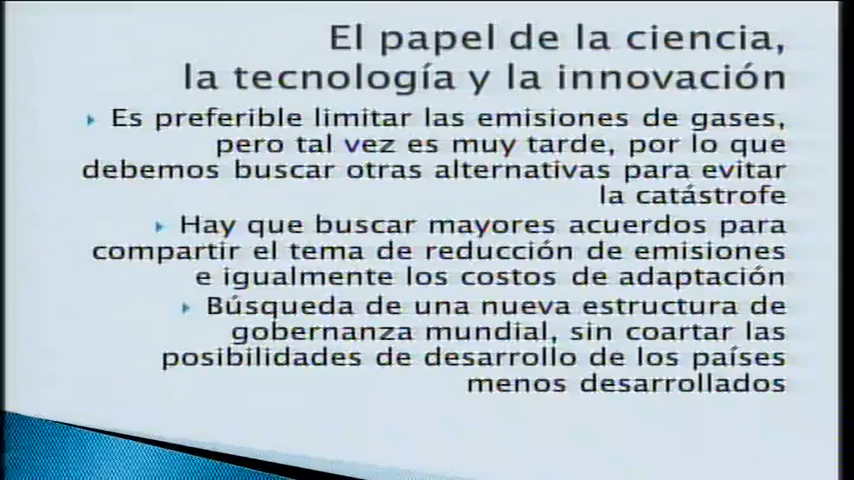 El papel de la ciencia,
la tecnología y la innovación
Es preferible limitar las emisiones de gases,
pero tal vez es muy tarde, por lo que
debemos buscar otras alternativas para evitar
la catástrofe
Hay que buscar mayores acuerdos para
compartir el tema de reducción de emisiones
e igualmente los costos de adaptación
Búsqueda de una nueva estructura de
gobernanza mundial, sin coartar las
posibilidades de desarrollo de los países
menos desarrollados